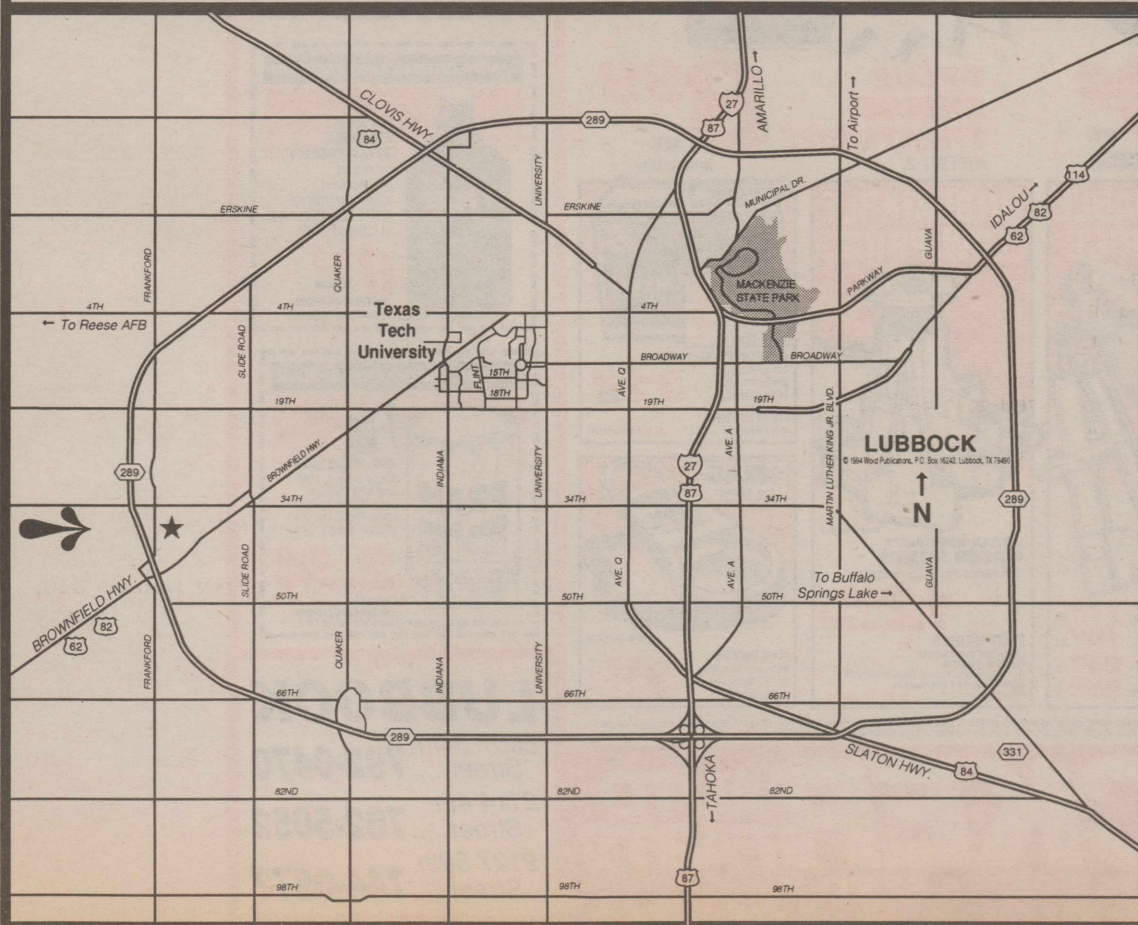 27
AMARILLO →
To Airport →
CLOVIS HWY.
84
289
87
114
UNIVERSITY
MUNICIPAL DR.
IDALOU →
82
62
ERSKINE
ERSKINE
FRANKFORD
QUAKER
GUAVA
PARKWAY
MACKENZIE
STATE PARK
4TH
4TH
4TH
← To Reese AFB
Texas
Tech
University
SLIDE ROAD
FLINT
15TH
18TH
BROADWAY
BROADWAY
AVE. Q
19TH
19TH
19TH
MARTIN LUTHER KING JR. BLVD.
BROWNFIELD HWY.
AVE. A
LUBBOCK
© 1994 Word Publications, P.O. Box 16243, Lubbock, TX 79490
289
INDIANA
UNIVERSITY
27
87
N
289
34TH
34TH
34TH
SLIDE ROAD
AVE. Q
AVE. A
GUAVA
To Buffalo
Springs Lake →
BROWNFIELD HWY.
82
62
50TH
50TH
50TH
FRANKFORD
QUAKER
INDIANA
UNIVERSITY
66TH
66TH
66TH
289
SLATON HWY.
331
84
← TAHOKA
82ND
82ND
82ND
87
98TH
98TH
98TH